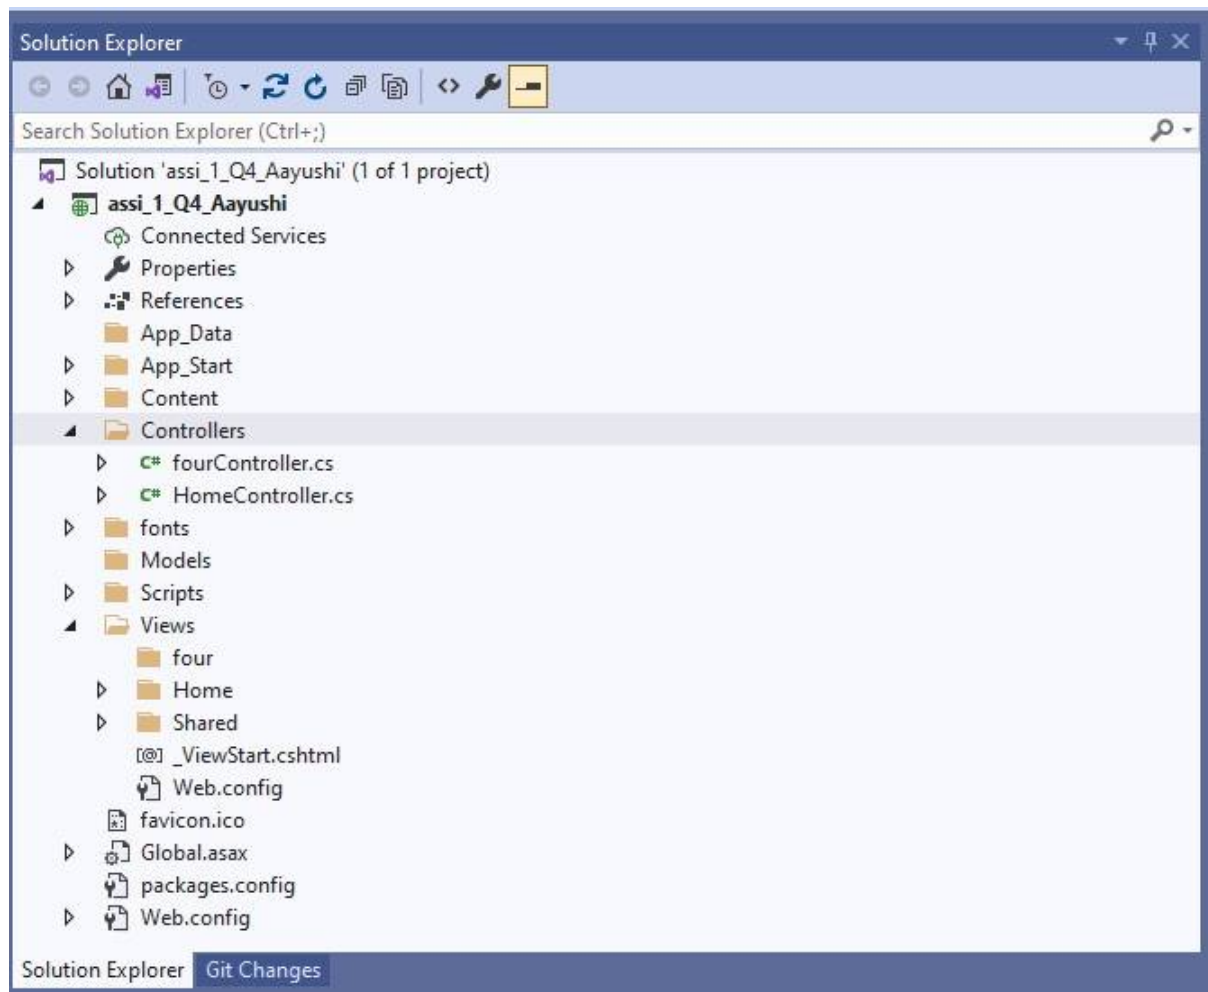 Solution Explorer
Search Solution Explorer (Ctrl+;)
Solution 'assi_1_Q4_Aayushi' (1 of 1 project)
assi_1_Q4_Aayushi
Connected Services
Properties
References
App_Data
App_Start
Content
Controllers
C# fourController.cs
C# HomeController.cs
fonts
Models
Scripts
Views
four
Home
Shared
[@] _ViewStart.cshtml
Web.config
favicon.ico
Global.asax
packages.config
Web.config
Solution Explorer Git Changes